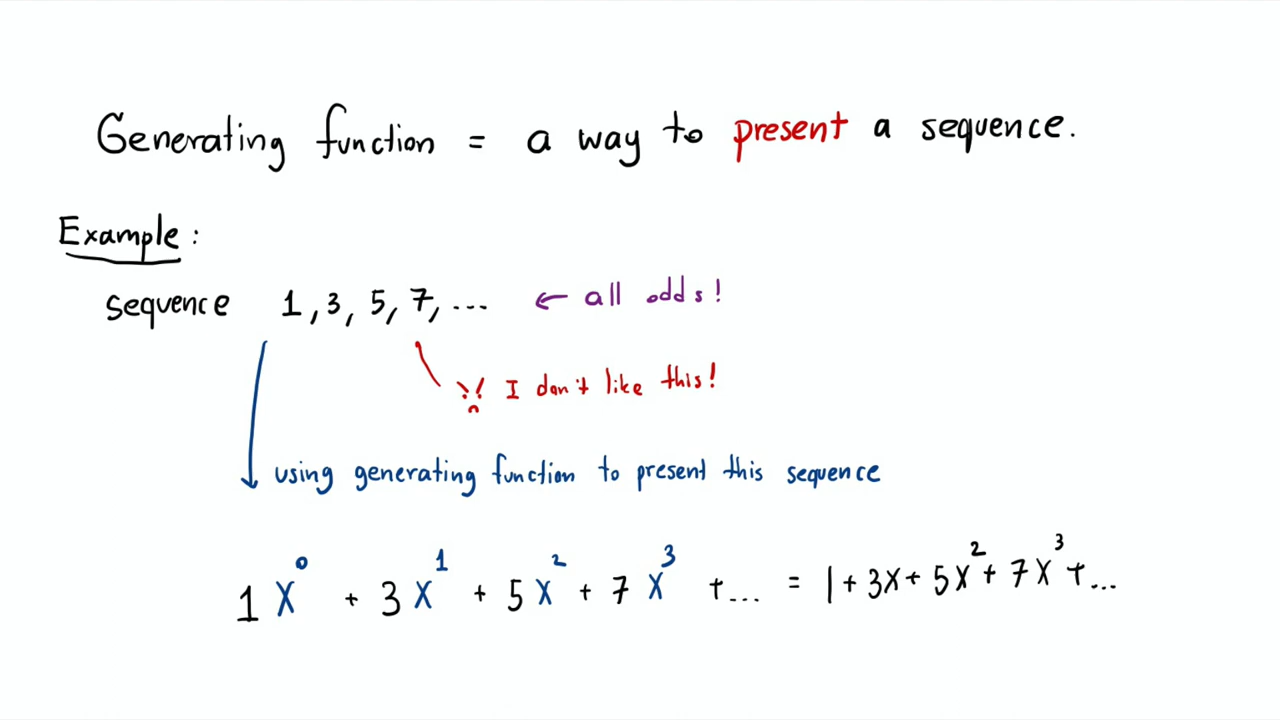 Generating function = a way to present a sequence.
Example:
sequence 1, 3, 5, 7, ... ← all odds!
I don't like this!
using generating function to present this sequence
1x⁰ + 3x¹ + 5x² + 7x³ + ... = 1 + 3x + 5x² + 7x³ + ...